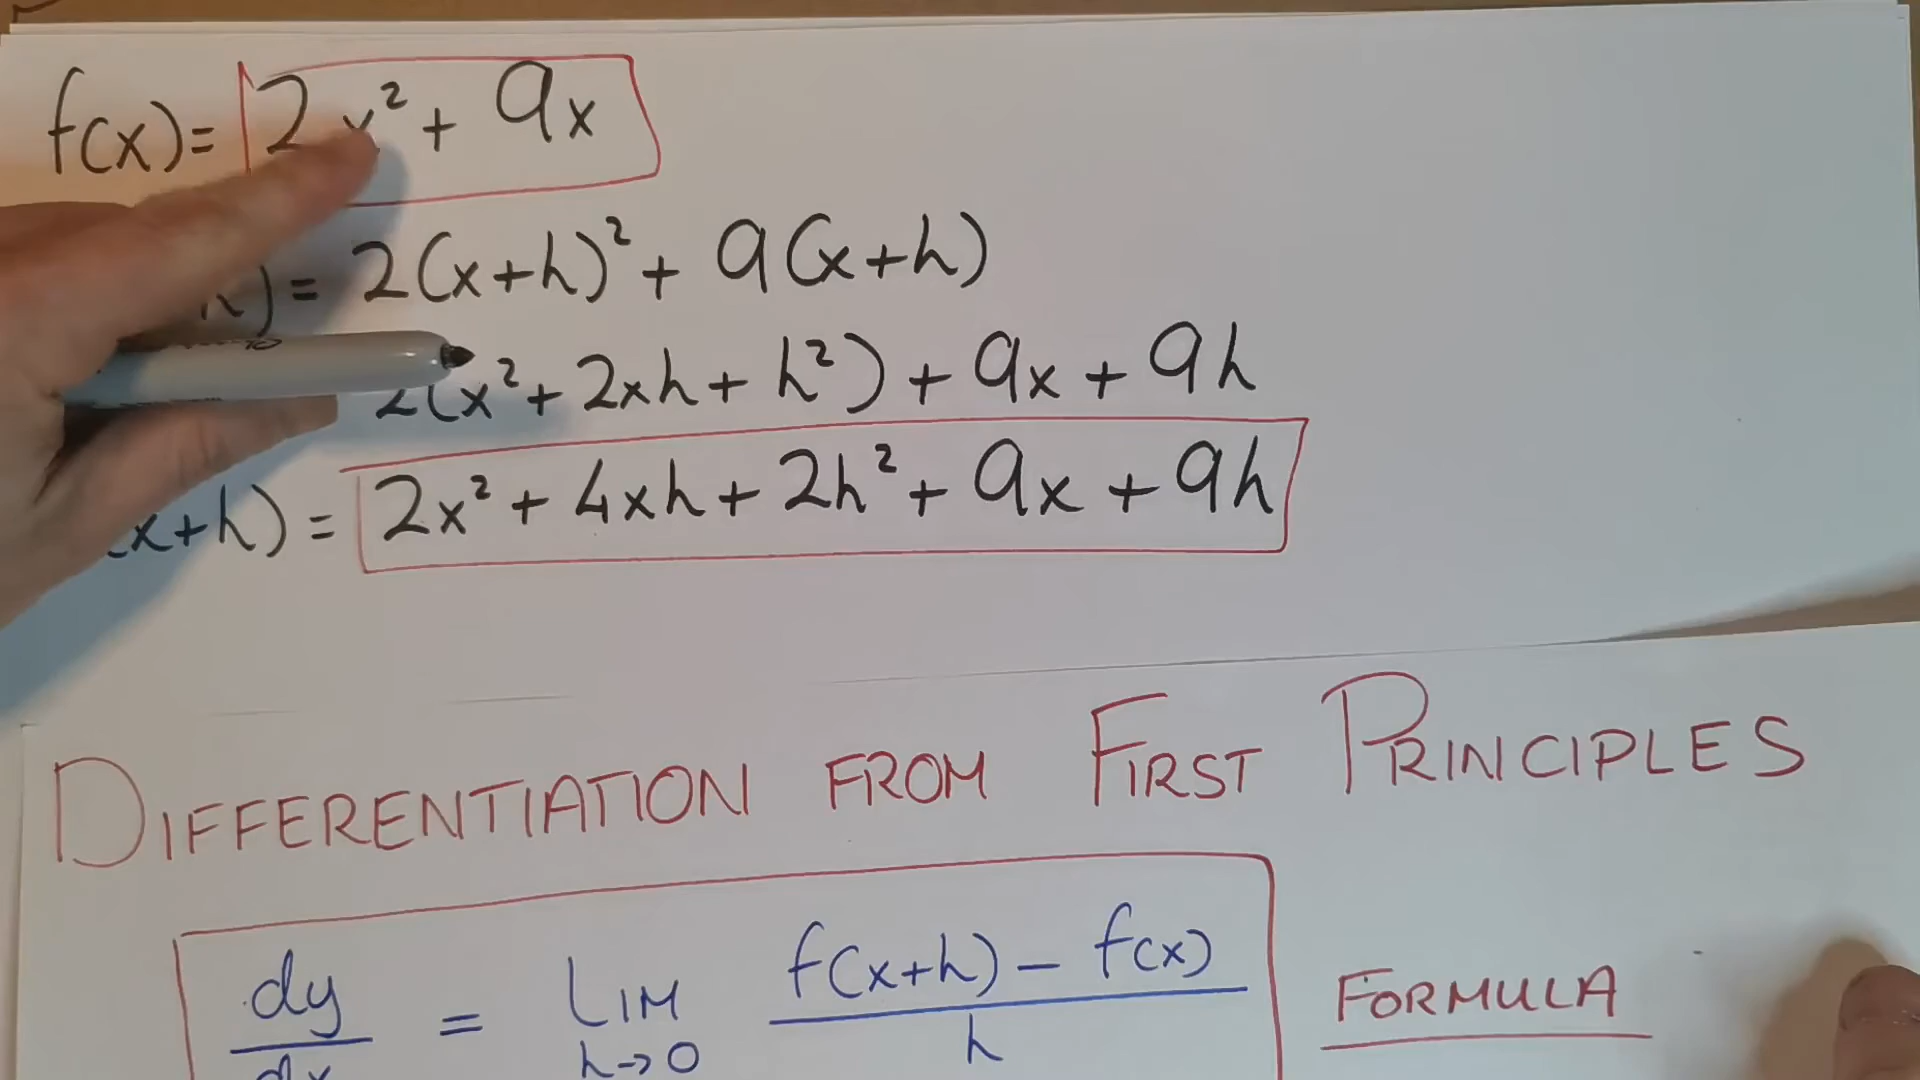 f(x) = 2x² + 9x
h) = 2(x+h)² + 9(x+h)
2(x² + 2xh + h²) + 9x + 9h
(x+h) = 2x² + 4xh + 2h² + 9x + 9h
DIFFERENTIATION FROM FIRST PRINCIPLES
dy/dx = LIM h→0 f(x+h) − f(x) / h FORMULA